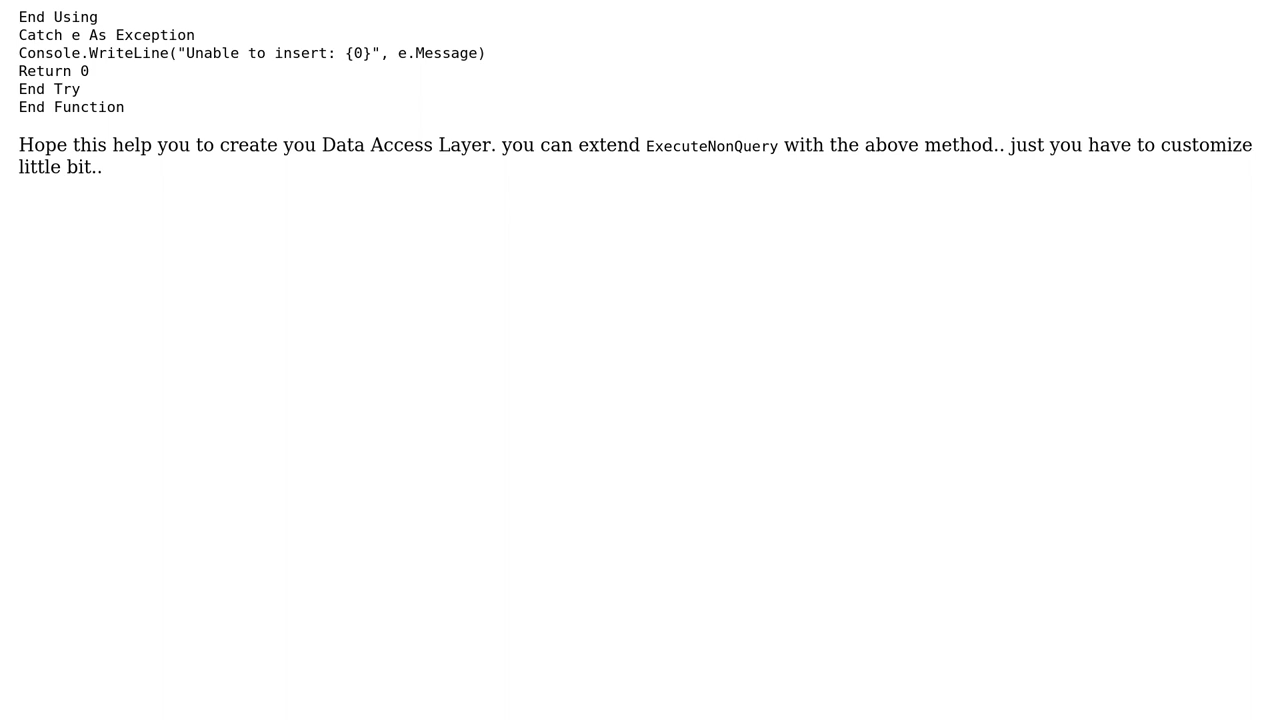 End Using
Catch e As Exception
Console.WriteLine("Unable to insert: {0}", e.Message)
Return 0
End Try
End Function
Hope this help you to create you Data Access Layer. you can extend ExecuteNonQuery with the above method.. just you have to customize
little bit..